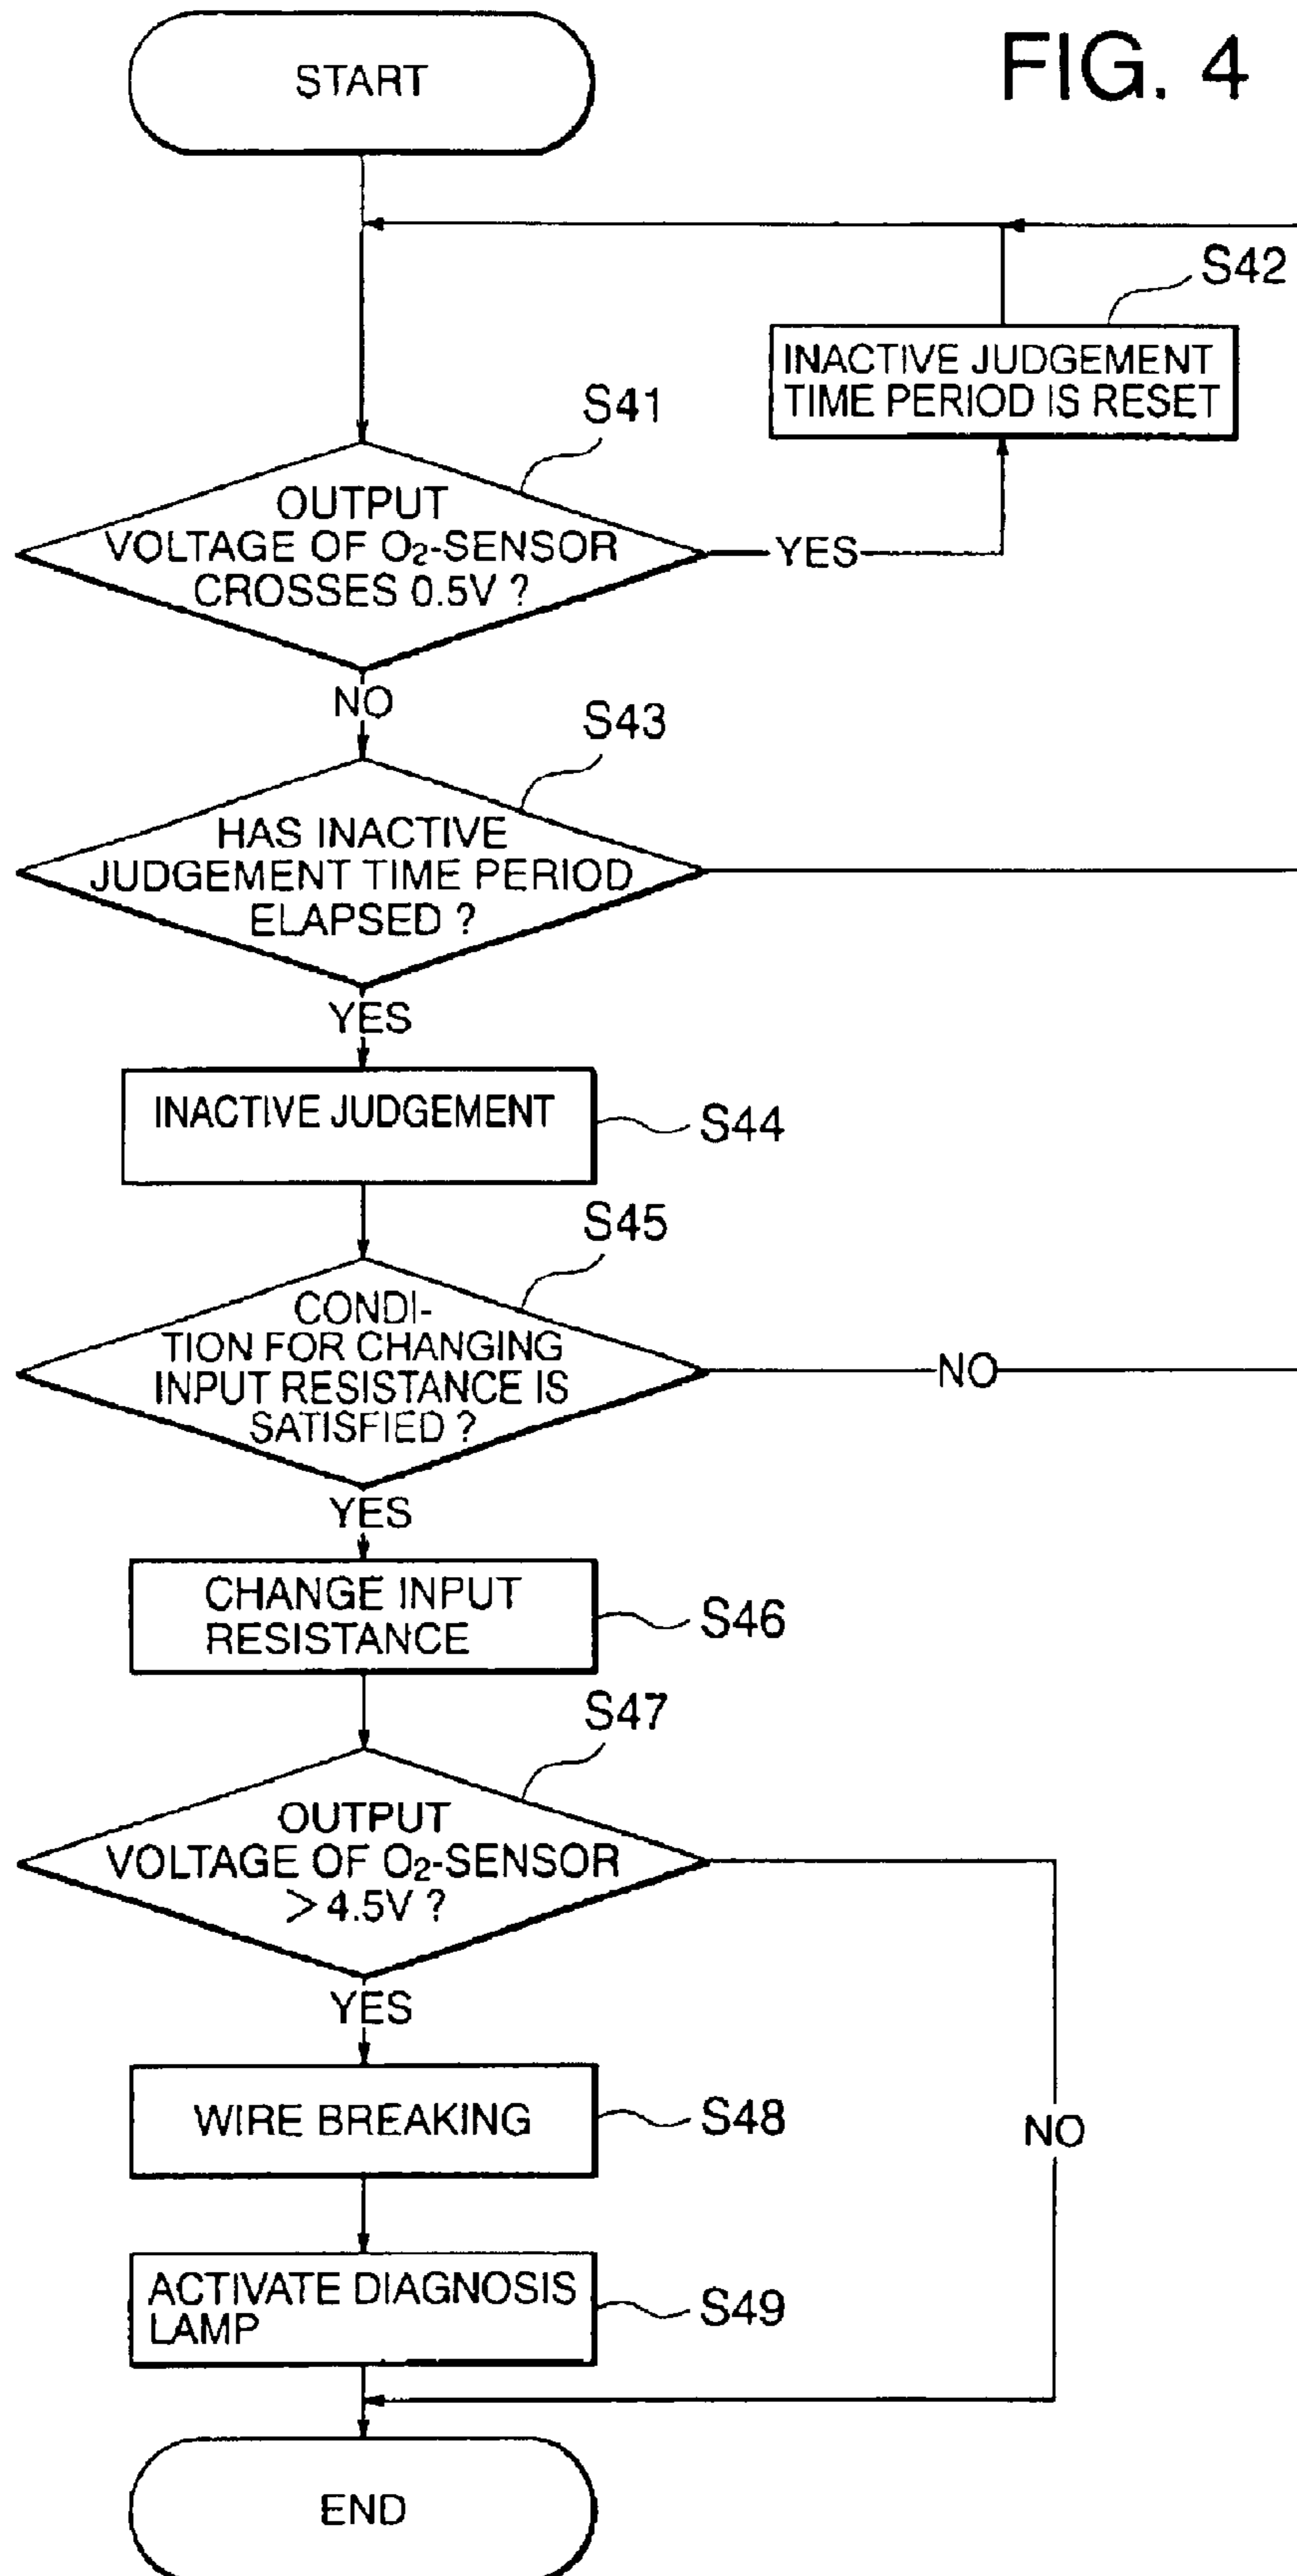 FIG. 4
START
S42
INACTIVE JUDGEMENT
TIME PERIOD IS RESET
S41
OUTPUT
VOLTAGE OF O₂-SENSOR
CROSSES 0.5V ?
YES
NO
S43
HAS INACTIVE
JUDGEMENT TIME PERIOD
ELAPSED ?
YES
INACTIVE JUDGEMENT
S44
S45
CONDI-
TION FOR CHANGING
INPUT RESISTANCE IS
SATISFIED ?
NO
YES
CHANGE INPUT
RESISTANCE
S46
S47
OUTPUT
VOLTAGE OF O₂-SENSOR
> 4.5V ?
YES
WIRE BREAKING
S48
NO
ACTIVATE DIAGNOSIS
LAMP
S49
END